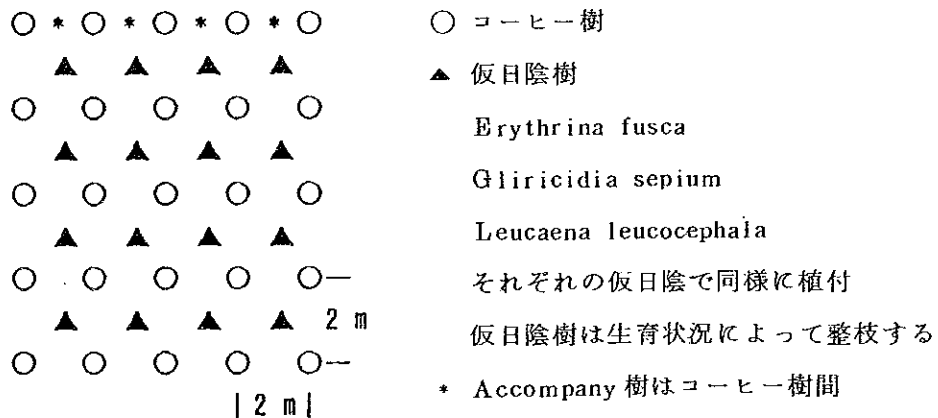 ○ コーヒー樹
▲ 仮日陰樹
Erythrina fusca
Gliricidia sepium
Leucaena leucocephala
それぞれの仮日陰で同様に植付
仮日陰樹は生育状況によって整枝する
* Accompany 樹はコーヒー樹間
2 m
2 m